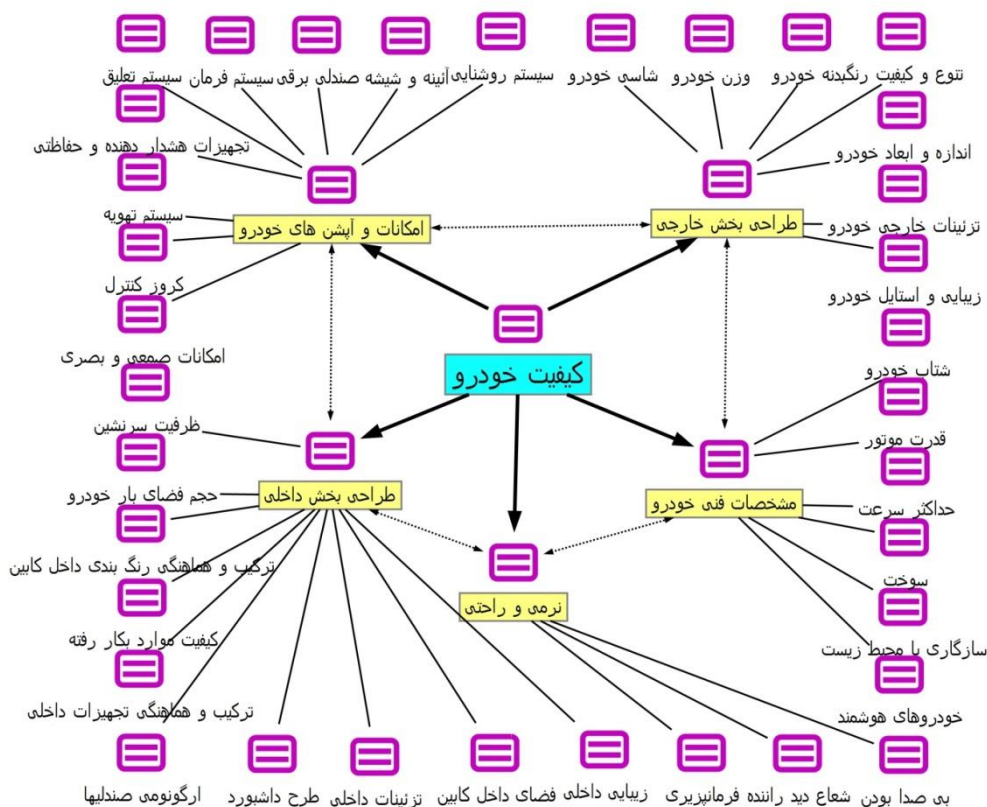 سیستم تعلیق
سیستم فرمان
صندلی برقی
آئینه و شیشه
سیستم روشنایی
شاسی خودرو
وزن خودرو
بدنه خودرو
تنوع و کیفیت رنگ
تجهیزات هشدار دهنده و حفاظتی
اندازه و ابعاد خودرو
سیستم تهویه
امکانات و آپشن های خودرو
طراحی بخش خارجی
تزئینات خارجی خودرو
کروز کنترل
زیبایی و استایل خودرو
امکانات صمعی و بصری
کیفیت خودرو
شتاب خودرو
ظرفیت سرنشین
قدرت موتور
حجم فضای بار خودرو
طراحی بخش داخلی
مشخصات فنی خودرو
حداکثر سرعت
ترکیب و هماهنگی رنگ بندی داخل کابین
سوخت
نرمی و راحتی
کیفیت موارد بکار رفته
سازگاری با محیط زیست
ترکیب و هماهنگی تجهیزات داخلی
خودروهای هوشمند
ارگونومی صندلیها
طرح داشبورد
تزئینات داخلی
فضای داخل کابین
زیبایی داخلی
فرمانپزیری
شعاع دید راننده
بی صدا بودن